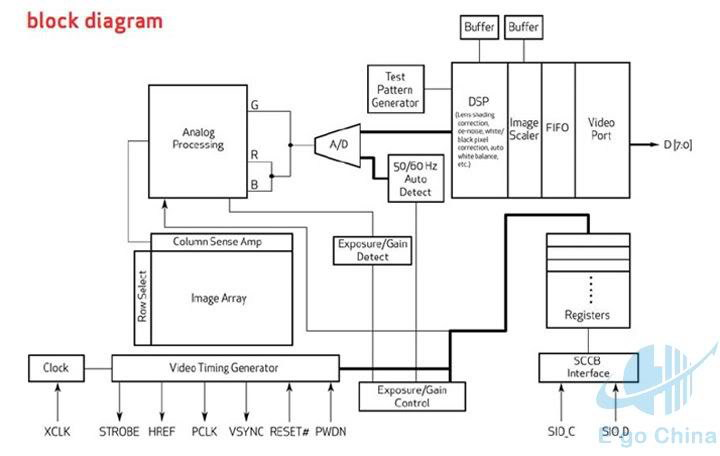 block diagram
Buffer
Buffer
Test
Pattern
Generator
DSP
(Lens shading
correction,
de-noise, white/
black pixel
correction, auto
white balance,
etc.)
Image
Scaler
FIFO
Video
Port
D [7:0]
Analog
Processing
G
R
B
A/D
50/60 Hz
Auto
Detect
Column Sense Amp
Exposure/Gain
Detect
Row Select
Image Array
Registers
Clock
Video Timing Generator
Exposure/Gain
Control
SCCB
Interface
XCLK
STROBE
HREF
PCLK
VSYNC
RESET#
PWDN
SIO_C
SIO_D
E-go China